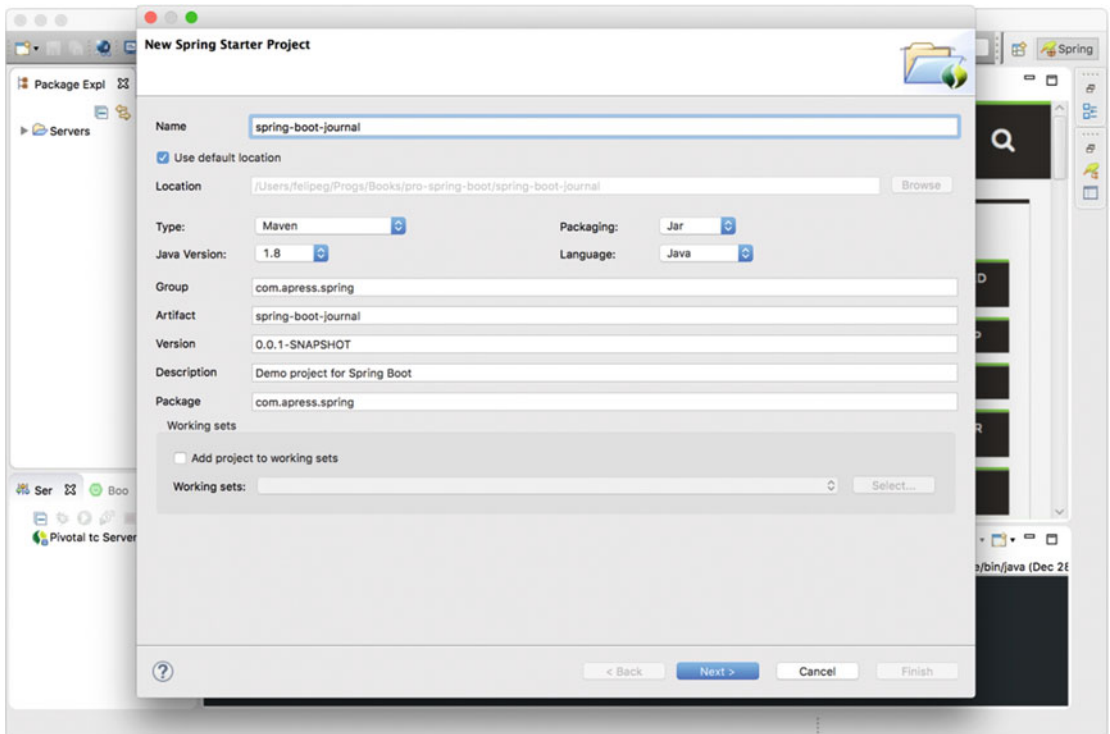 New Spring Starter Project
Spring
Package Expl
Servers
Name spring-boot-journal
Use default location
Location /Users/felipeg/Progs/Books/pro-spring-boot/spring-boot-journal Browse
Type: Maven Packaging: Jar
Java Version: 1.8 Language: Java
Group com.apress.spring
Artifact spring-boot-journal
Version 0.0.1-SNAPSHOT
Description Demo project for Spring Boot
Package com.apress.spring
Working sets
Add project to working sets
Working sets: Select...
Ser Boo
Pivotal tc Server
e/bin/java (Dec 28
? < Back Next > Cancel Finish